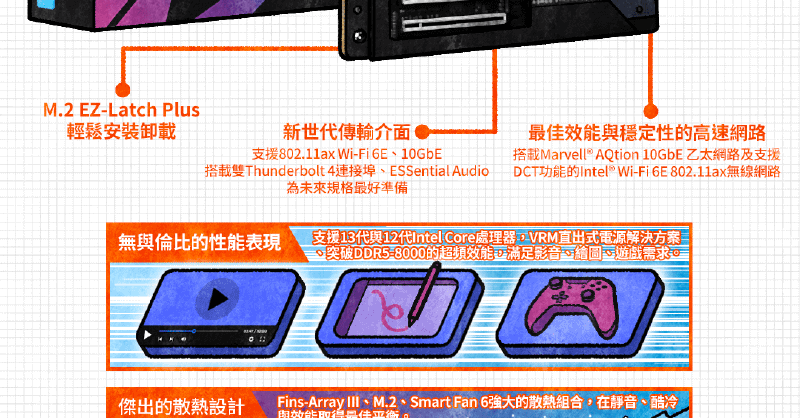 M.2 EZ-Latch Plus
輕鬆安裝卸載
新世代傳輸介面
支援802.11ax Wi-Fi 6E、10GbE
搭載雙Thunderbolt 4連接埠、ESSential Audio
為未來規格最好準備
最佳效能與穩定性的高速網路
搭載Marvell® AQtion 10GbE 乙太網路及支援
DCT功能的Intel® Wi-Fi 6E 802.11ax無線網路
無與倫比的性能表現
支援13代與12代Intel Core處理器，VRM直出式電源解決方案
、突破DDR5-8000的超頻效能，滿足影音、繪圖、遊戲需求。
傑出的散熱設計
Fins-Array III、M.2、Smart Fan 6強大的散熱組合，在靜音、酷冷
與效能取得最佳平衡。